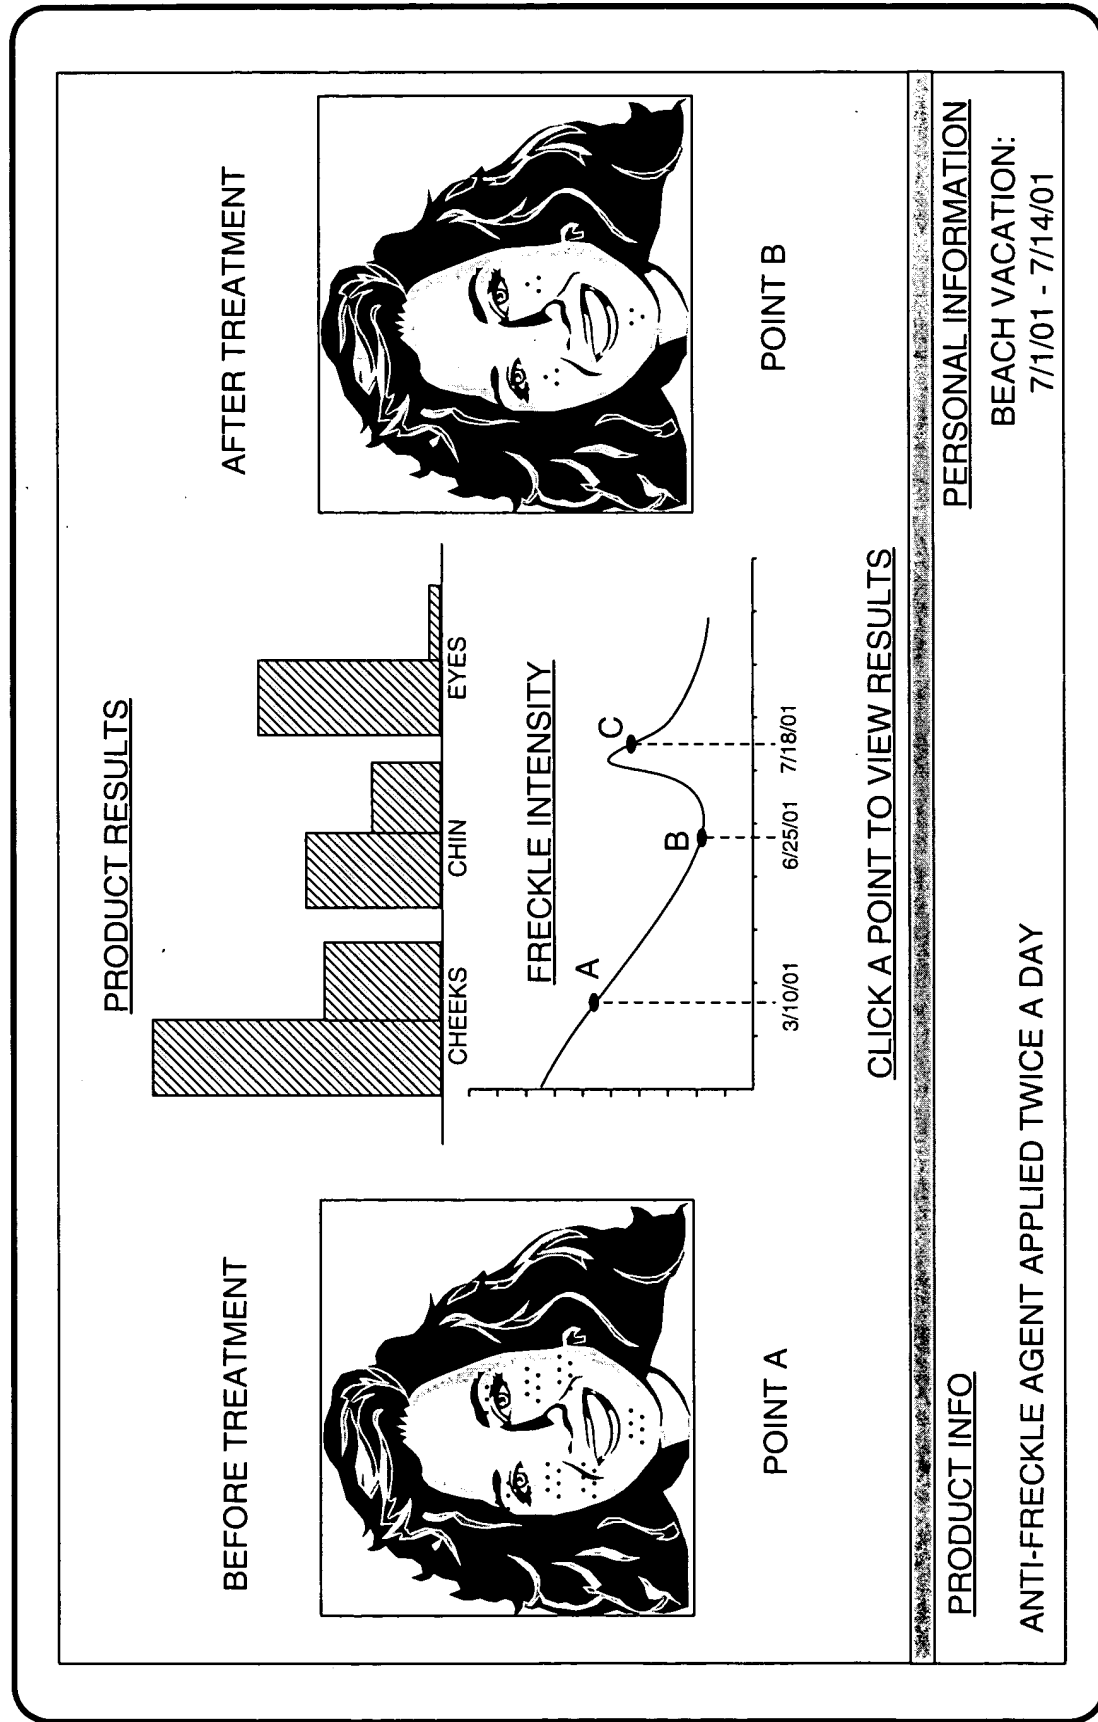 PRODUCT RESULTS
BEFORE TREATMENT
AFTER TREATMENT
CHEEKS
CHIN
EYES
FRECKLE INTENSITY
A
B
C
3/10/01
6/25/01
7/18/01
POINT A
POINT B
CLICK A POINT TO VIEW RESULTS
PRODUCT INFO
ANTI-FRECKLE AGENT APPLIED TWICE A DAY
PERSONAL INFORMATION
BEACH VACATION:
7/1/01 - 7/14/01